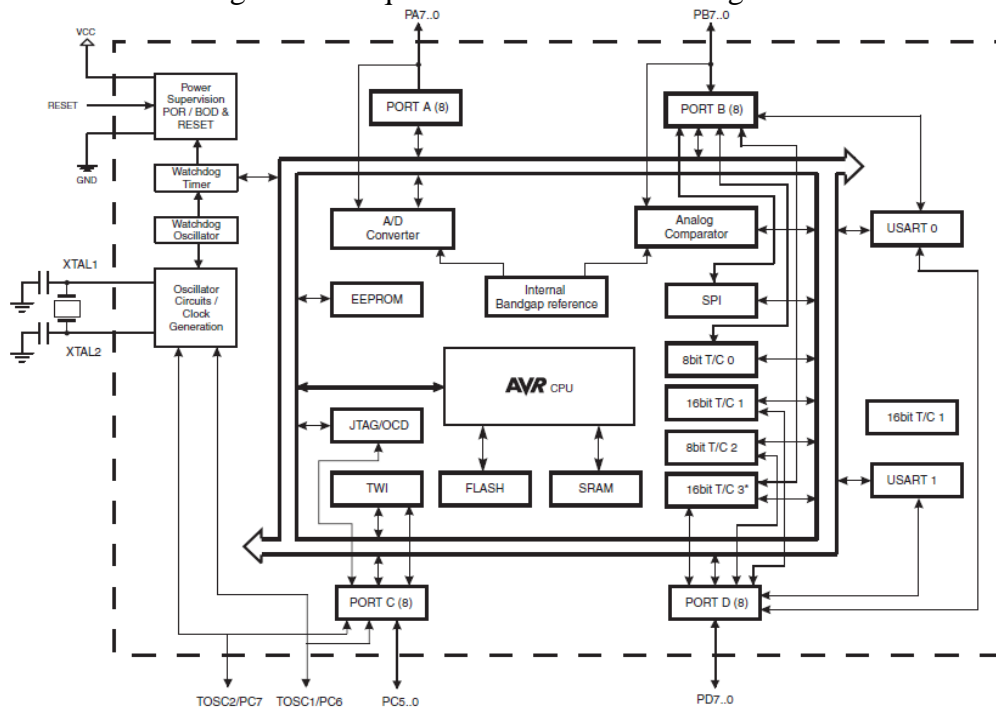 PA7..0
PB7..0
VCC
Power
Supervision
POR / BOD &
RESET
RESET
PORT A (8)
PORT B (8)
GND
Watchdog
Timer
Watchdog
Oscillator
A/D
Converter
Analog
Comparator
USART 0
XTAL1
Oscillator
Circuits /
Clock
Generation
EEPROM
Internal
Bandgap reference
SPI
XTAL2
8bit T/C 0
AVR CPU
16bit T/C 1
16bit T/C 1
JTAG/OCD
8bit T/C 2
TWI
FLASH
SRAM
16bit T/C 3*
USART 1
PORT C (8)
PORT D (8)
TOSC2/PC7
TOSC1/PC6
PC5..0
PD7..0